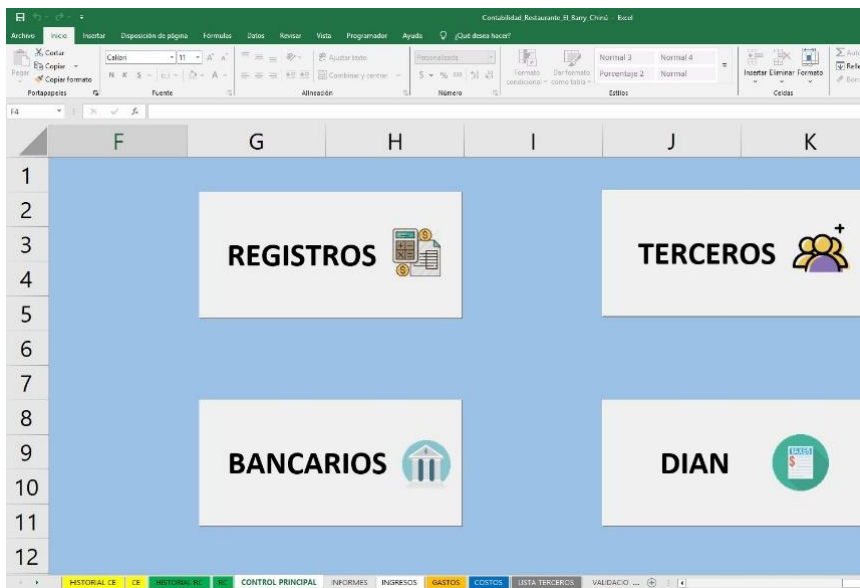 Contabilidad_Restaurante_El_Barry_Chinú - Excel
Archivo Inicio Insertar Disposición de página Fórmulas Datos Revisar Vista Programador Ayuda ¿Qué desea hacer?
Cortar
Copiar
Pegar
Copiar formato
Portapapeles
Calibri 11
N K S
Fuente
Ajustar texto
Combinar y centrar
Alineación
Personalizada
$ % 000
Número
Formato condicional
Dar formato como tabla
Normal 3 Normal 4
Porcentaje 2 Normal
Estilos
Insertar Eliminar Formato
Celdas
F4 fx
F G H I J K
1
2
3
4
5
6
7
8
9
10
11
12
REGISTROS TERCEROS
BANCARIOS DIAN
TAXES
HISTORIAL CE CE HISTORIAL RC RC CONTROL PRINCIPAL INFORMES INGRESOS GASTOS COSTOS LISTA TERCEROS VALIDACIO ...